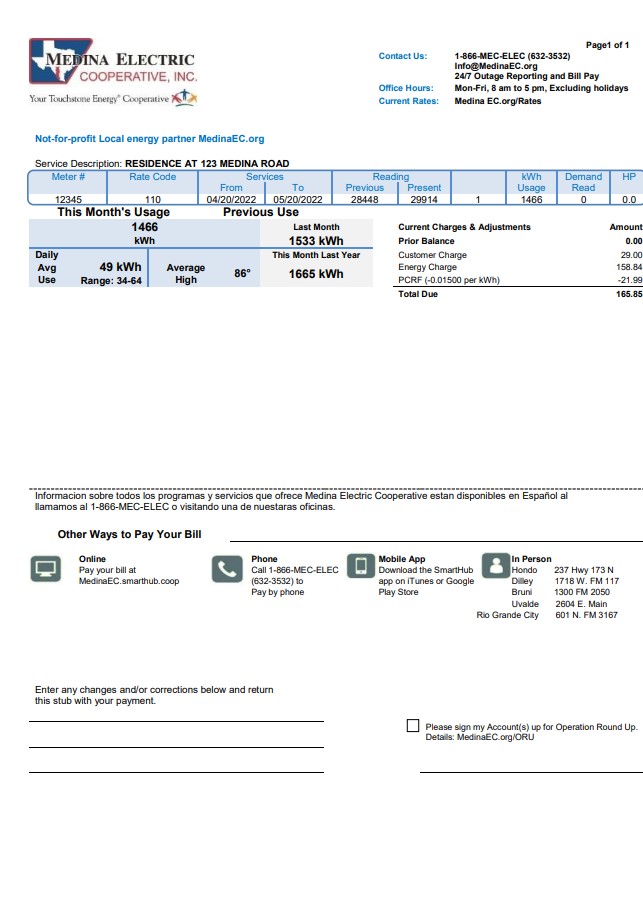 Page1 of 1
MEDINA ELECTRIC
COOPERATIVE, INC.
Your Touchstone Energy® Cooperative
Contact Us: 1-866-MEC-ELEC (632-3532)
Info@MedinaEC.org
24/7 Outage Reporting and Bill Pay
Office Hours: Mon-Fri, 8 am to 5 pm, Excluding holidays
Current Rates: Medina EC.org/Rates
Not-for-profit Local energy partner MedinaEC.org
Service Description: RESIDENCE AT 123 MEDINA ROAD
Meter # Rate Code Services Reading kWh Demand HP
From To Previous Present Usage Read
12345 110 04/20/2022 05/20/2022 28448 29914 1 1466 0 0.0
This Month's Usage Previous Use
1466 Last Month
kWh 1533 kWh
Daily This Month Last Year
Avg 49 kWh Average 86° 1665 kWh
Use Range: 34-64 High
Current Charges & Adjustments Amount
Prior Balance 0.00
Customer Charge 29.00
Energy Charge 158.84
PCRF (-0.01500 per kWh) -21.99
Total Due 165.85
Informacion sobre todos los programas y servicios que ofrece Medina Electric Cooperative estan disponibles en Español al
llamamos al 1-866-MEC-ELEC o visitando una de nuestaras oficinas.
Other Ways to Pay Your Bill
Online
Pay your bill at
MedinaEC.smarthub.coop
Phone
Call 1-866-MEC-ELEC
(632-3532) to
Pay by phone
Mobile App
Download the SmartHub
app on iTunes or Google
Play Store
In Person
Hondo 237 Hwy 173 N
Dilley 1718 W. FM 117
Bruni 1300 FM 2050
Uvalde 2604 E. Main
Rio Grande City 601 N. FM 3167
Enter any changes and/or corrections below and return
this stub with your payment.
Please sign my Account(s) up for Operation Round Up.
Details: MedinaEC.org/ORU